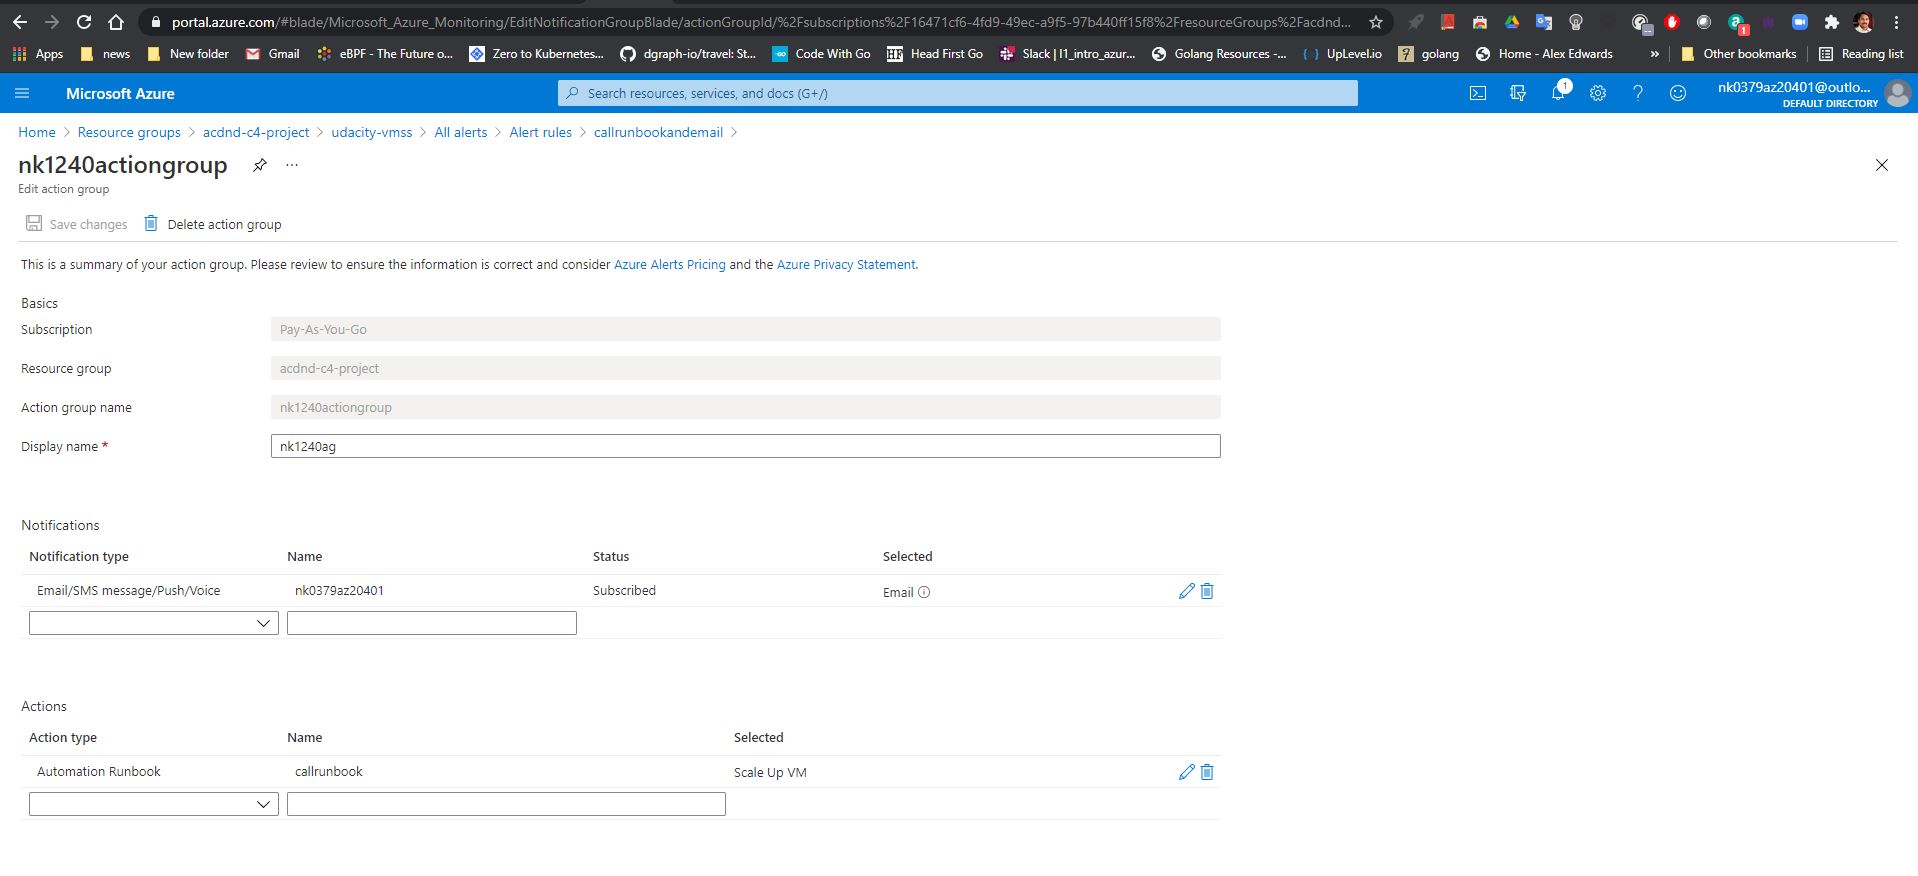 portal.azure.com/#blade/Microsoft_Azure_Monitoring/EditNotificationGroupBlade/actionGroupId/%2Fsubscriptions%2F16471cf6-4fd9-49ec-a9f5-97b440ff15f8%2FresourceGroups%2Facdnd...
Apps news New folder Gmail eBPF - The Future o... Zero to Kubernetes... dgraph-io/travel: St... Code With Go HF Head First Go Slack | l1_intro_azur... Golang Resources -... UpLevel.io golang Home - Alex Edwards » Other bookmarks Reading list
Microsoft Azure Search resources, services, and docs (G+/) 1 nk0379az20401@outlo...
DEFAULT DIRECTORY
Home > Resource groups > acdnd-c4-project > udacity-vmss > All alerts > Alert rules > callrunbookandemail >
nk1240actiongroup ...
Edit action group
Save changes Delete action group
This is a summary of your action group. Please review to ensure the information is correct and consider Azure Alerts Pricing and the Azure Privacy Statement.
Basics
Subscription Pay-As-You-Go
Resource group acdnd-c4-project
Action group name nk1240actiongroup
Display name * nk1240ag
Notifications
Notification type Name Status Selected
Email/SMS message/Push/Voice nk0379az20401 Subscribed Email
Actions
Action type Name Selected
Automation Runbook callrunbook Scale Up VM